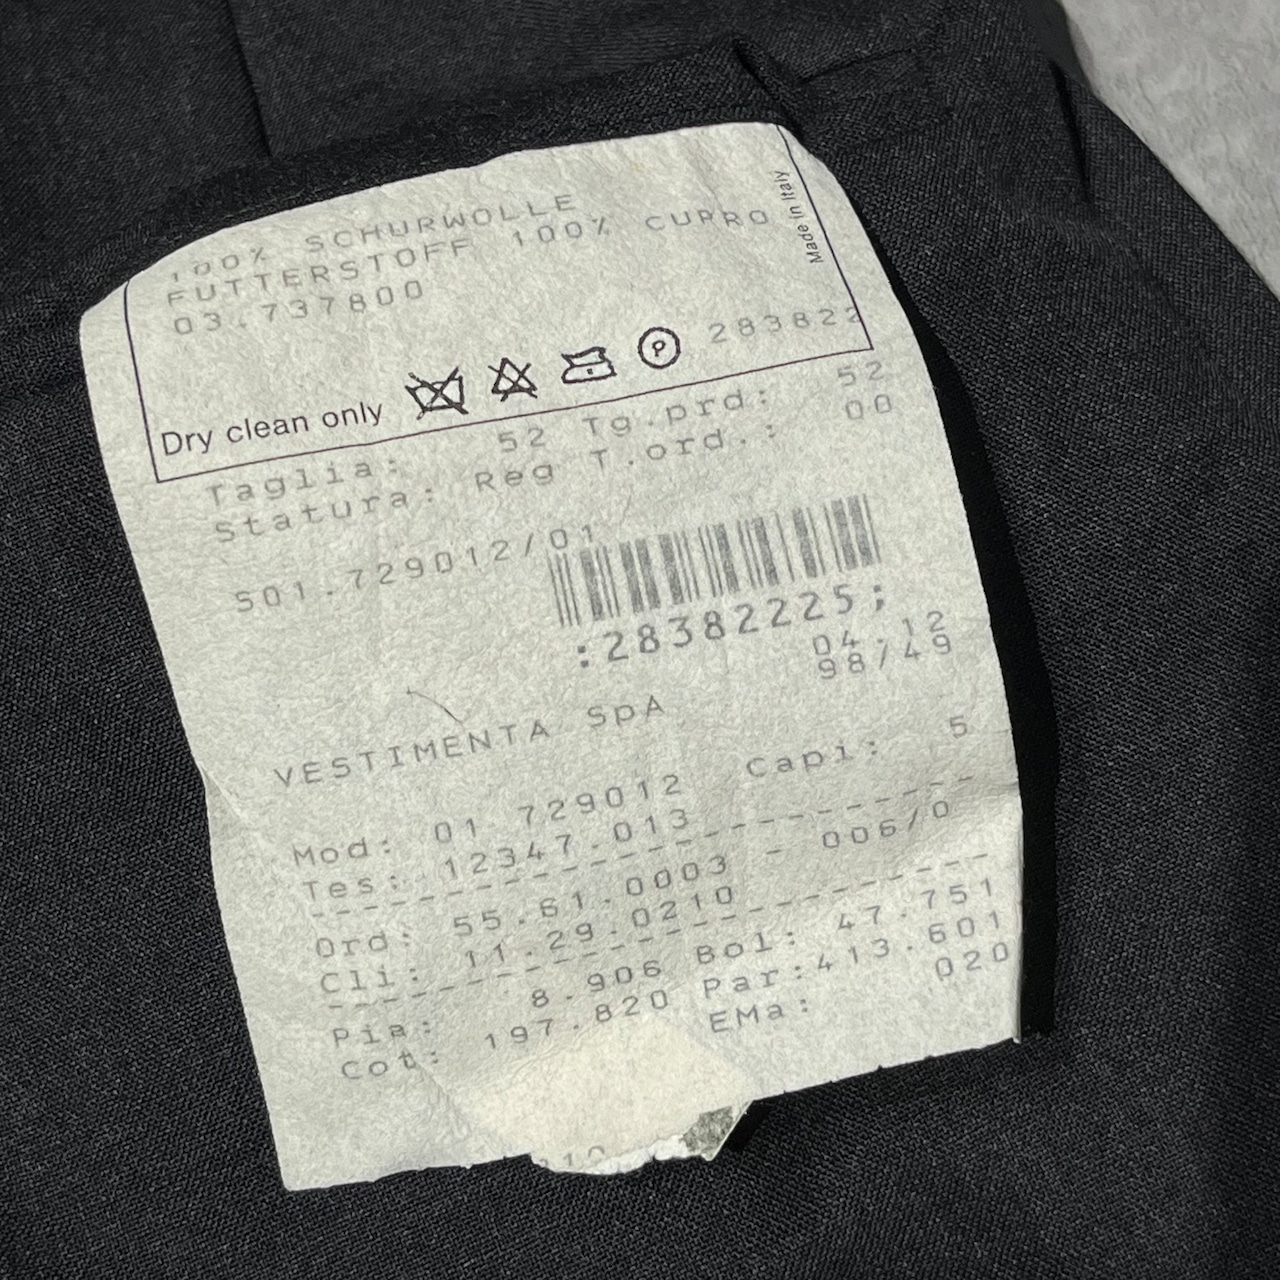 100% SCHURWOLLE
FUTTERSTOFF 100% CUPRO
03.737800
Made in Italy
283822
Dry clean only
P
Taglia: 52 Tg.prd: 52
Statura: Reg T.ord.: 00
S01.729012/01
:28382225;
04.12
98/49
VESTIMENTA SpA
Capi: 5
Mod: 01 729012
Tes: 12347.013
Ord: 55.61.0003 - 006/0
Cli: 11.29.0210
Pia: 8.906 Bol: 47.751
Cot: 197.820 Par:413.601
EMa: 020